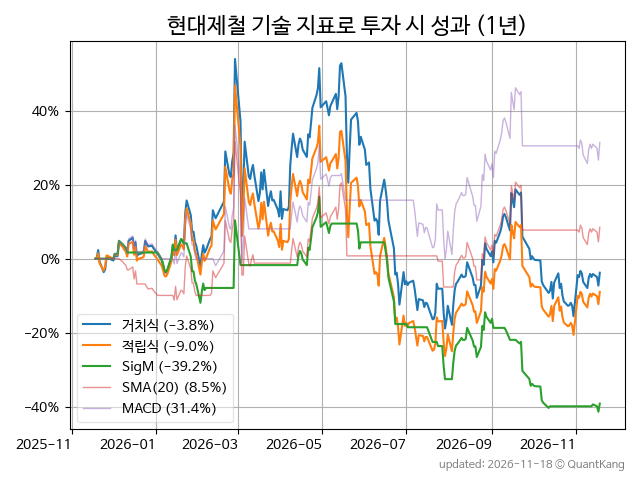 현대제철 기술 지표로 투자 시 성과 (1년)
40%
20%
0%
−20%
−40%
거치식 (−3.8%)
적립식 (−9.0%)
SigM (−39.2%)
SMA(20) (8.5%)
MACD (31.4%)
2025-11
2026-01
2026-03
2026-05
2026-07
2026-09
2026-11
updated: 2026-11-18 © QuantKang